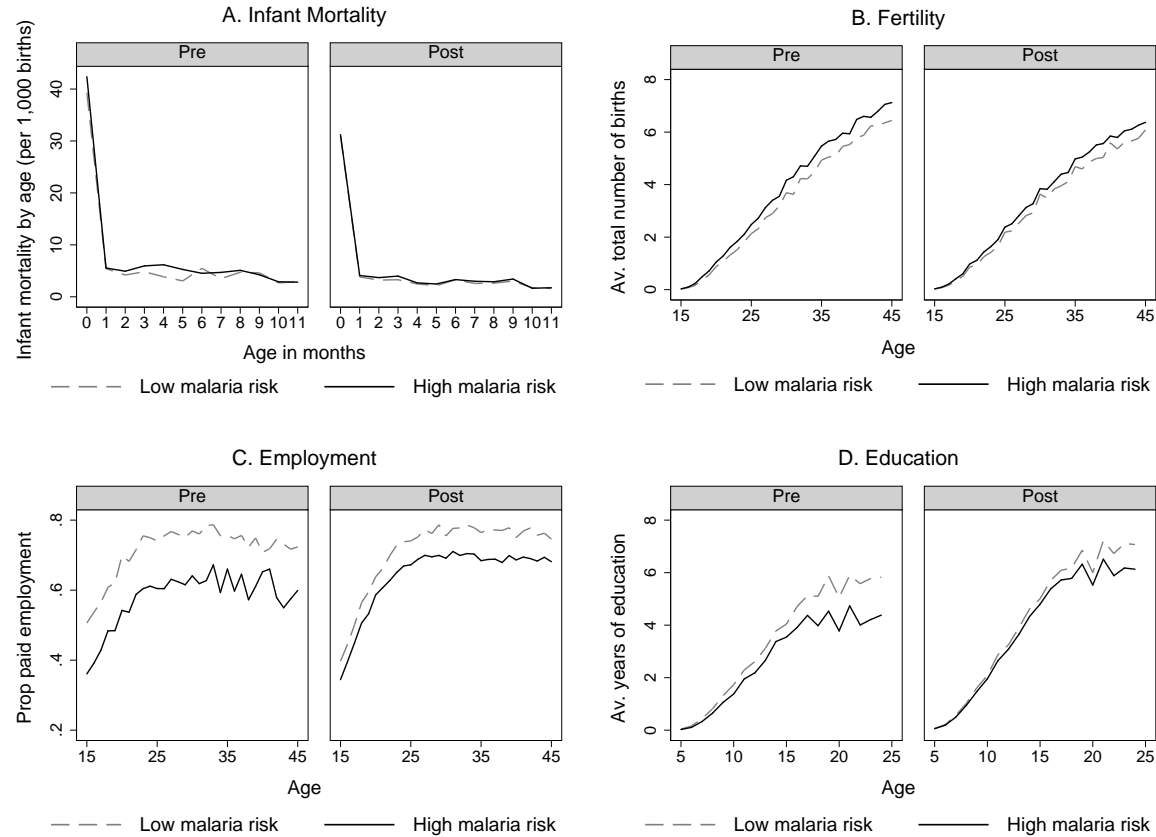 A. Infant Mortality
Pre
Post
Infant mortality by age (per 1,000 births)
0 10 20 30 40
0 1 2 3 4 5 6 7 8 9 10 11
0 1 2 3 4 5 6 7 8 9 10 11
Age in months
Low malaria risk
High malaria risk
B. Fertility
Pre
Post
Av. total number of births
0 2 4 6 8
15 25 35 45
15 25 35 45
Age
Low malaria risk
High malaria risk
C. Employment
Pre
Post
Prop paid employment
.2 .4 .6 .8
15 25 35 45
15 25 35 45
Age
Low malaria risk
High malaria risk
D. Education
Pre
Post
Av. years of education
0 2 4 6 8
5 10 15 20 25
5 10 15 20 25
Age
Low malaria risk
High malaria risk